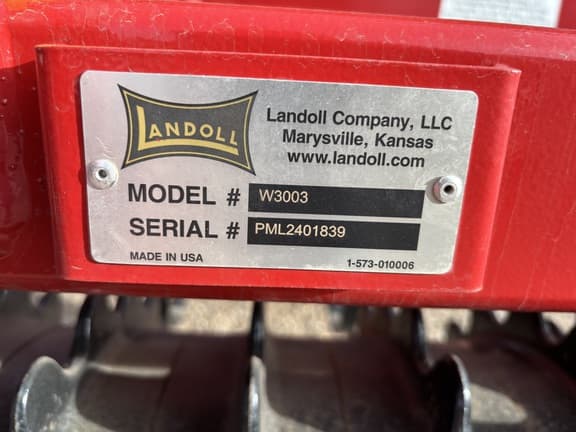 LANDOLL
Landoll Company, LLC
Marysville, Kansas
www.landoll.com
MODEL # W3003
SERIAL # PML2401839
MADE IN USA 1-573-010006